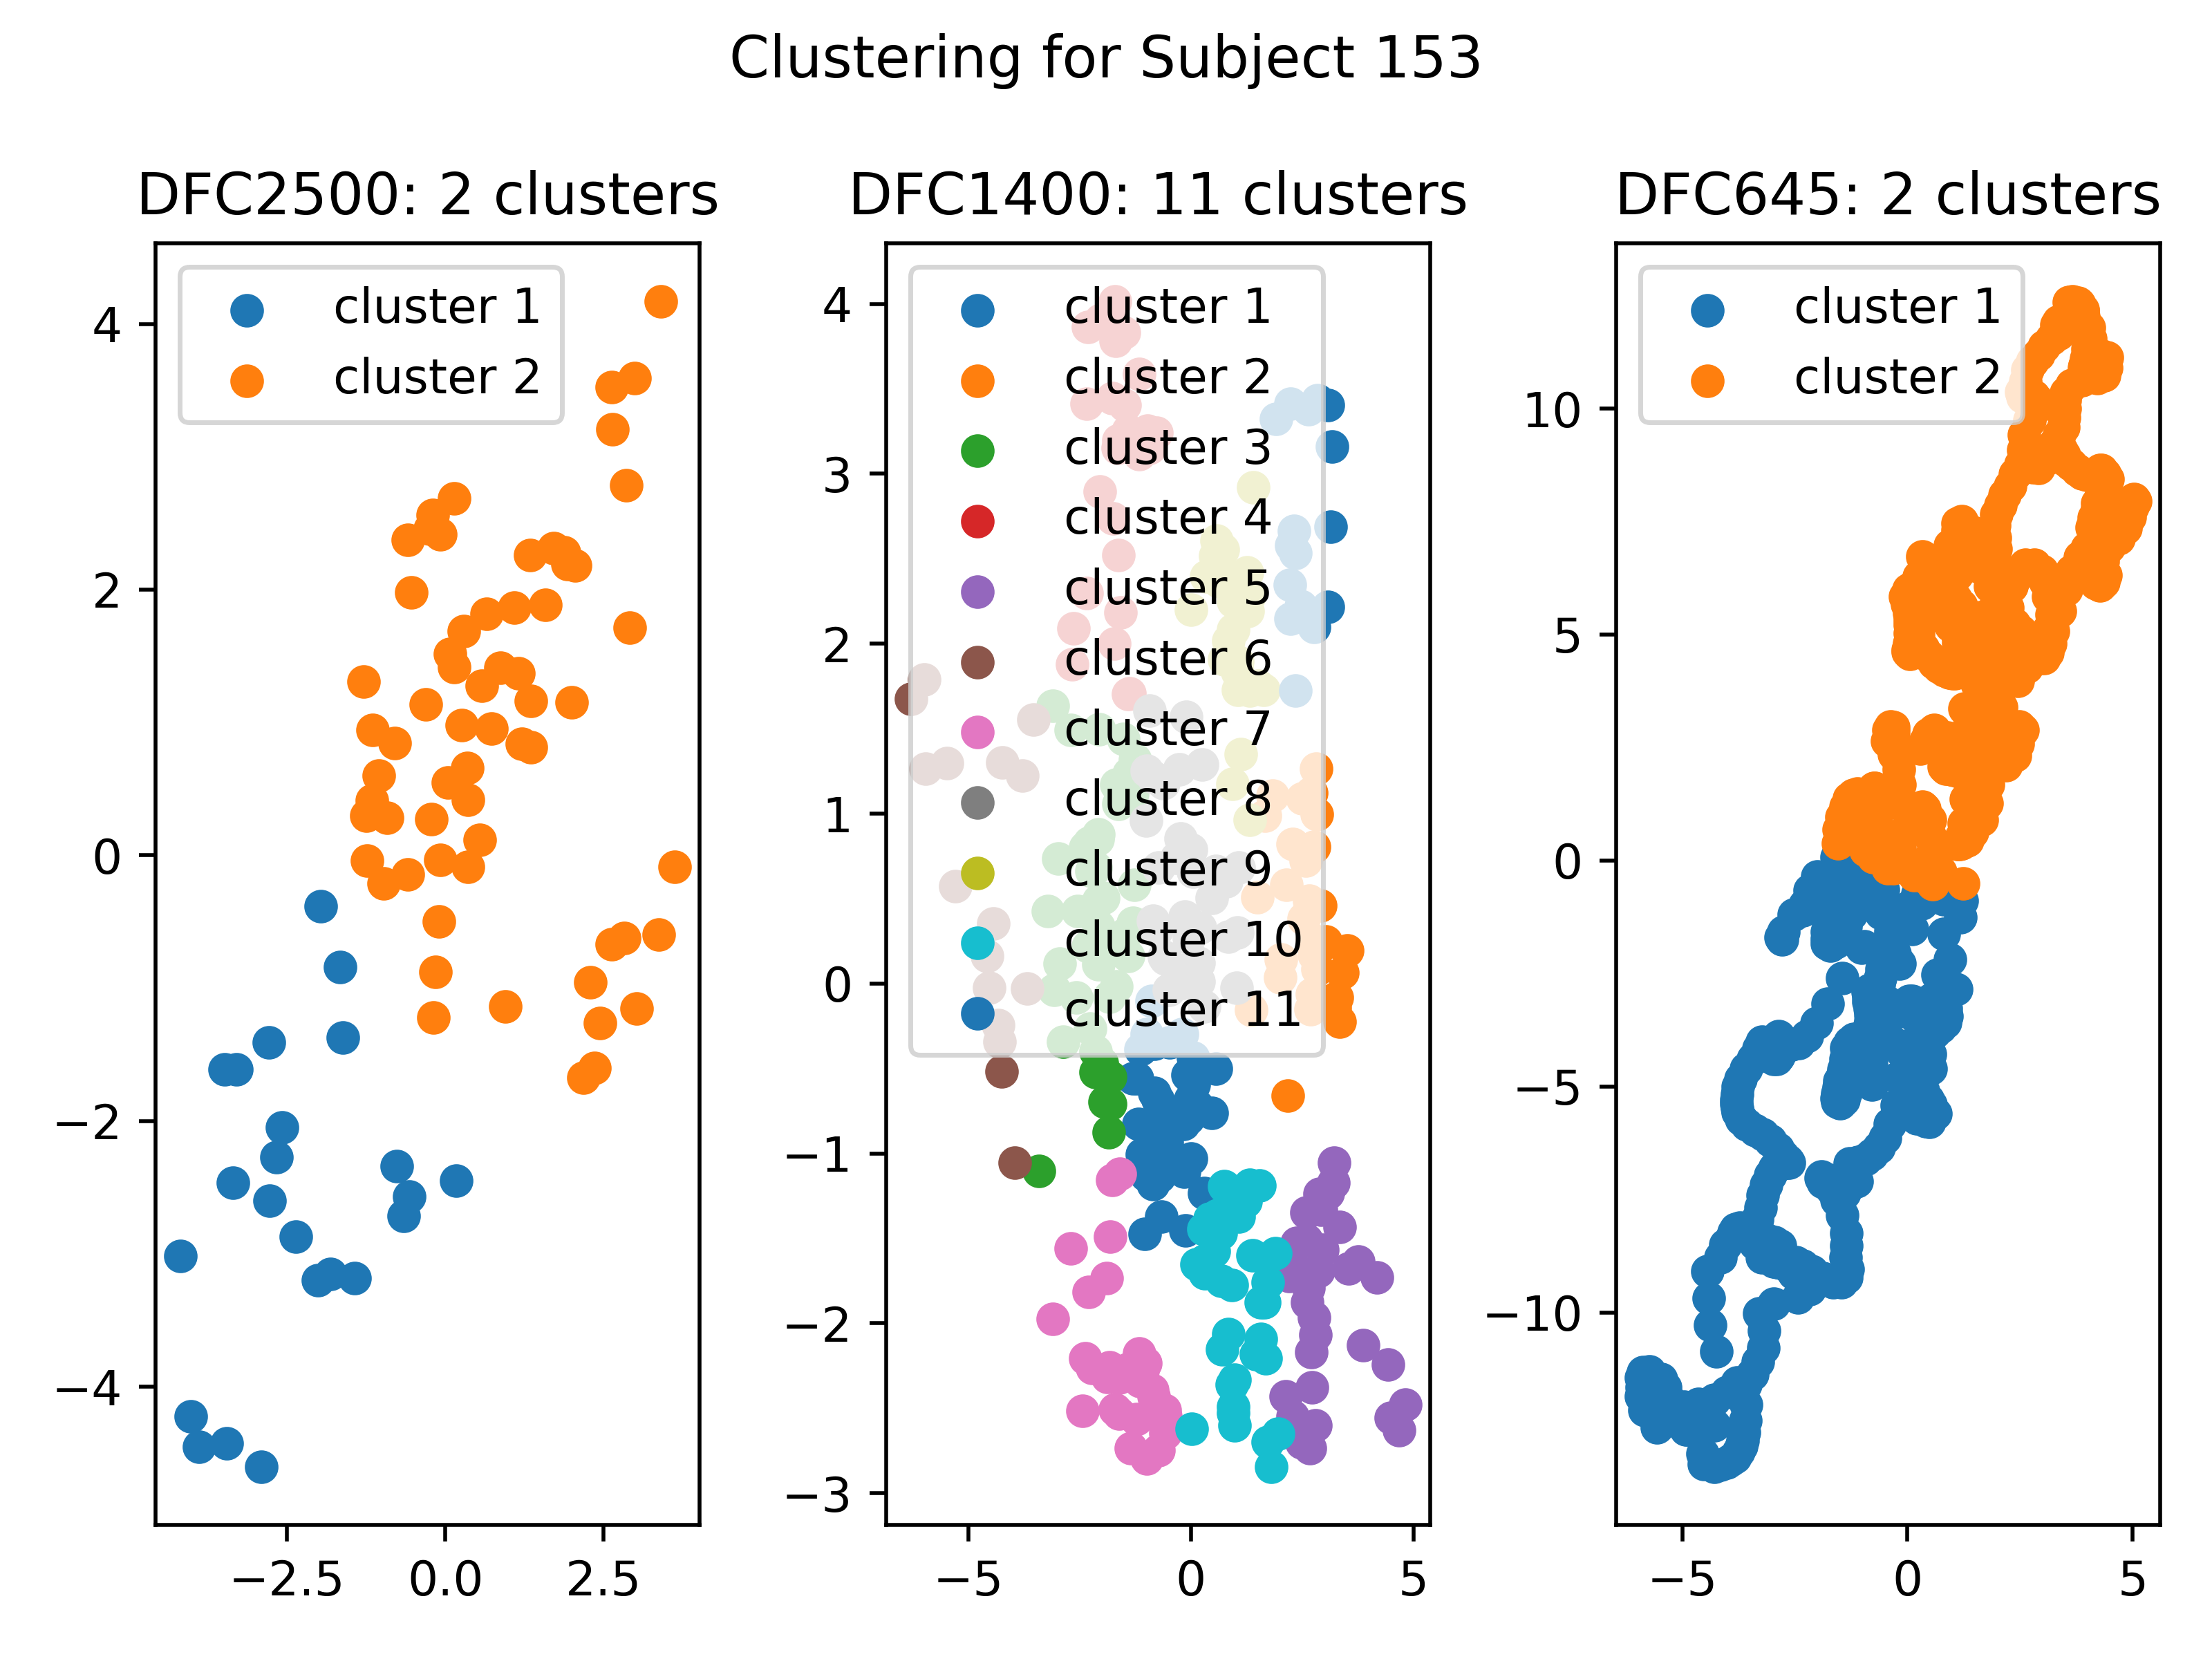 Clustering for Subject 153
DFC2500: 2 clusters
cluster 1
cluster 2
4
2
0
−2
−4
−2.5 0.0 2.5
DFC1400: 11 clusters
cluster 1
cluster 2
cluster 3
cluster 4
cluster 5
cluster 6
cluster 7
cluster 8
cluster 9
cluster 10
cluster 11
4
3
2
1
0
−1
−2
−3
−5 0 5
DFC645: 2 clusters
cluster 1
cluster 2
10
5
0
−5
−10
−5 0 5